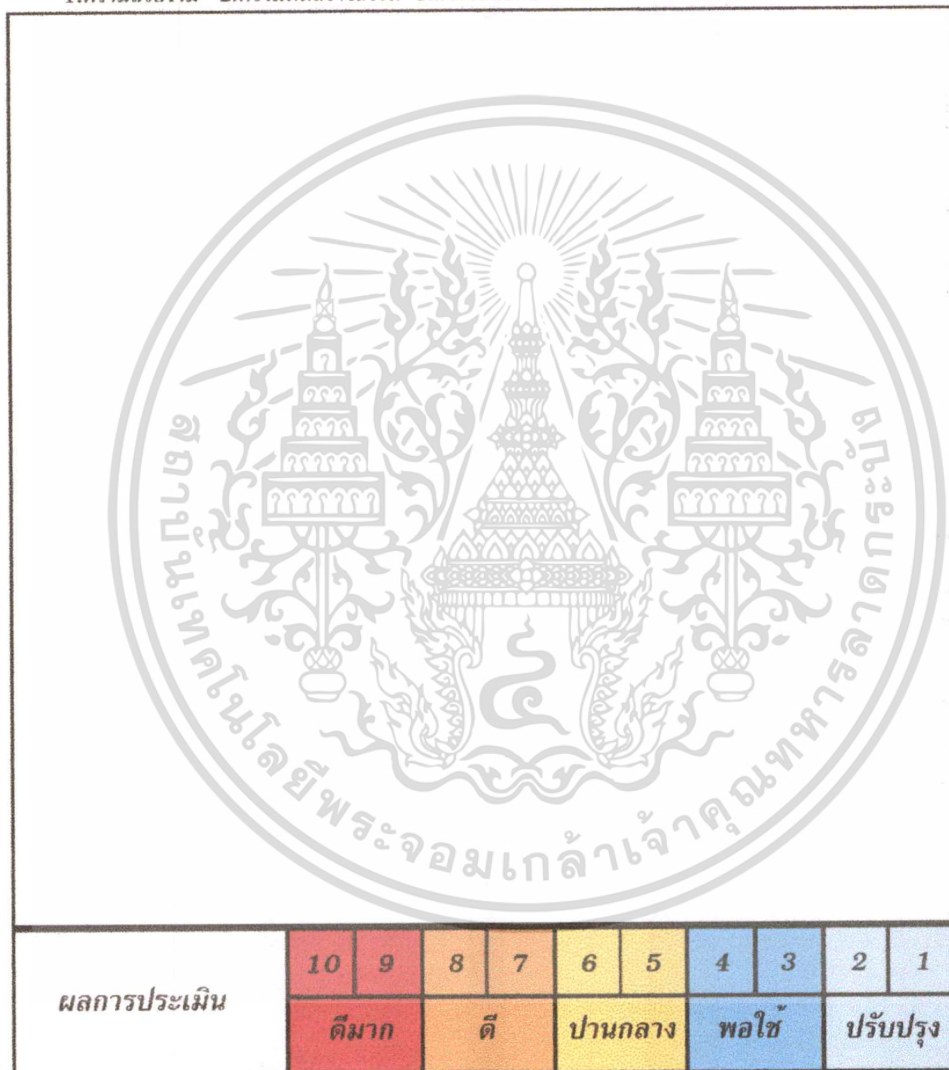 สถาบันเทคโนโลยีพระจอมเกล้าเจ้าคุณทหารลาดกระบัง
๔
ผลการประเมิน
10 9 8 7 6 5 4 3 2 1
ดีมาก ดี ปานกลาง พอใช้ ปรับปรุง